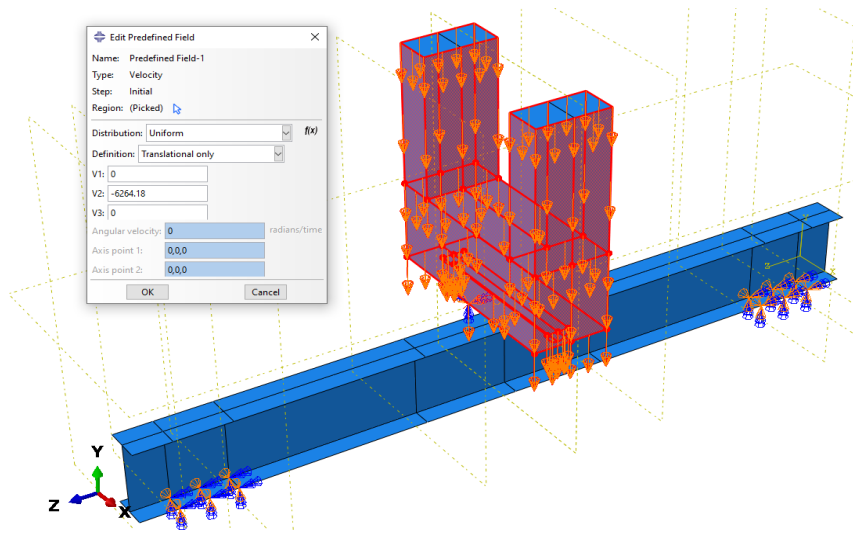 Edit Predefined Field
Name: Predefined Field-1
Type: Velocity
Step: Initial
Region: (Picked)
Distribution: Uniform f(x)
Definition: Translational only
V1: 0
V2: -6264.18
V3: 0
Angular velocity: 0 radians/time
Axis point 1: 0,0,0
Axis point 2: 0,0,0
OK Cancel
Y
Z
X
Y
Z
X